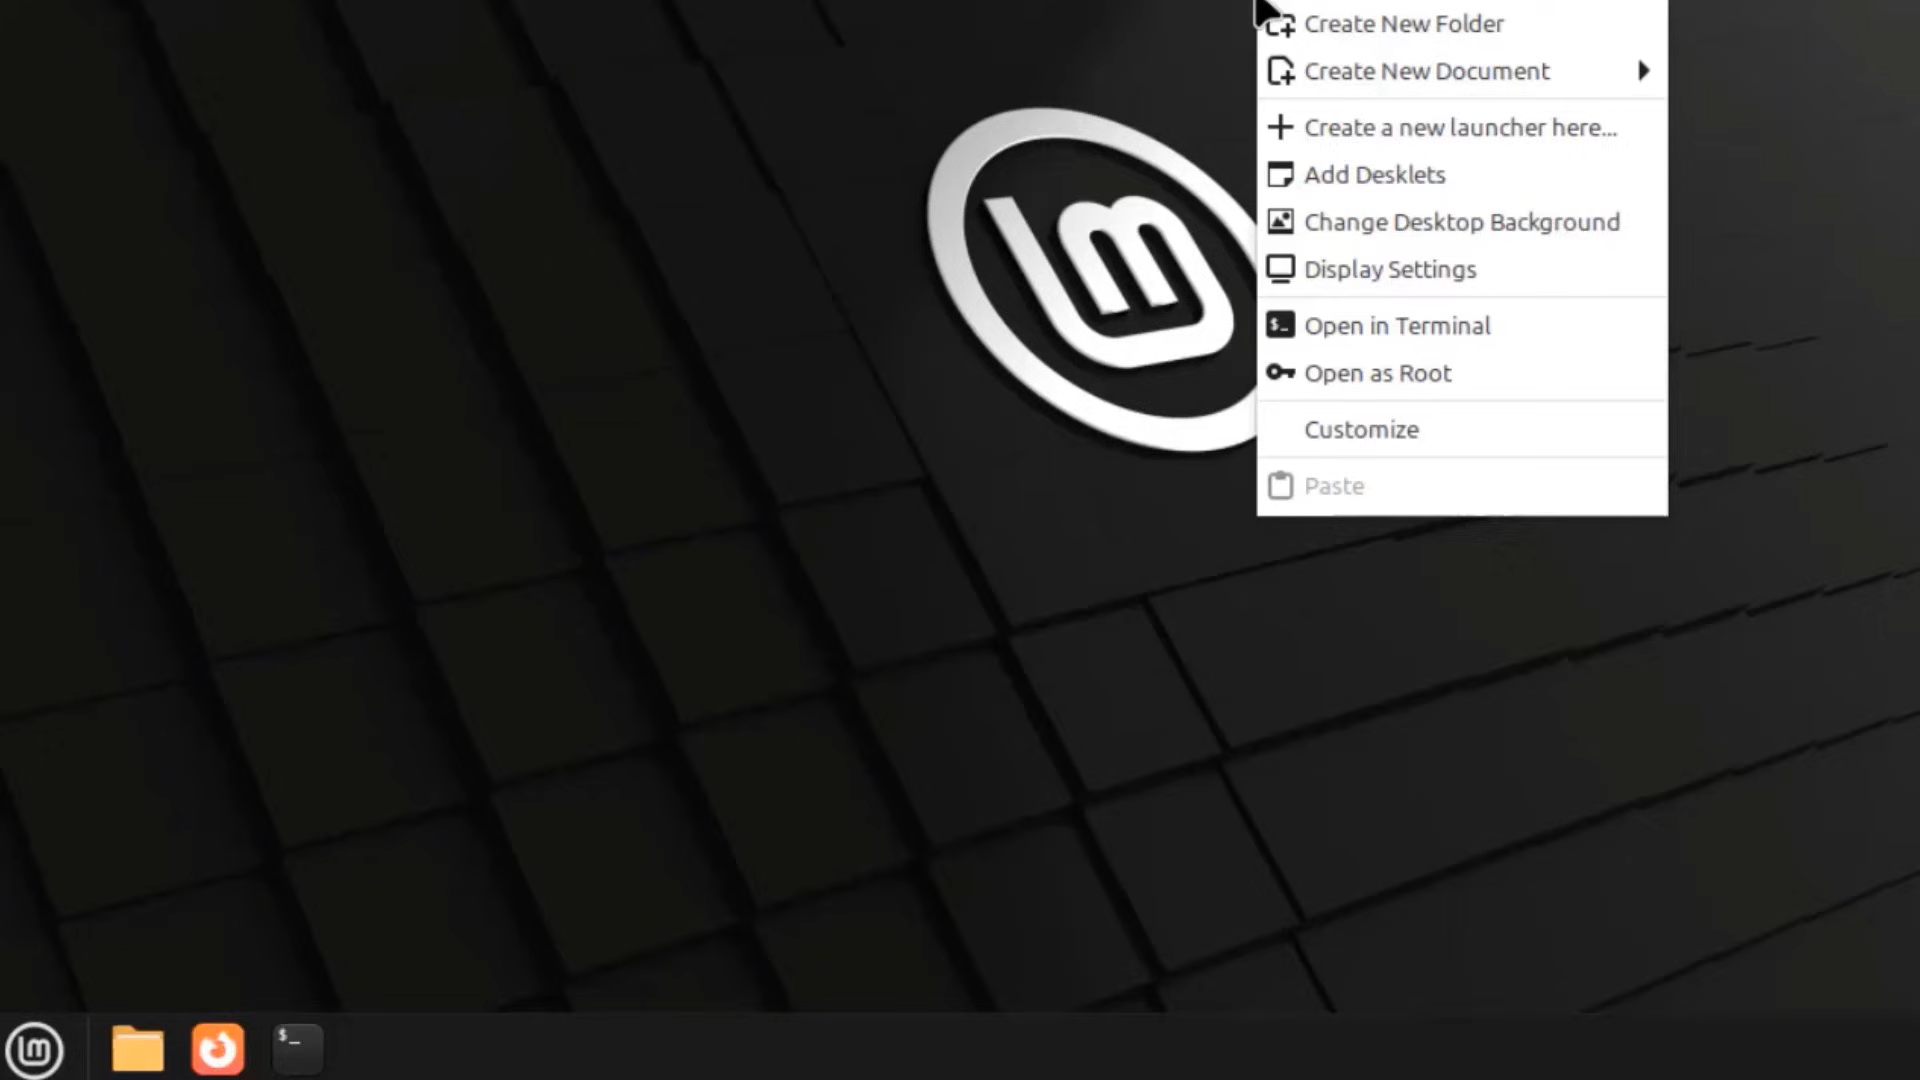 Create New Folder
Create New Document
Create a new launcher here...
Add Desklets
Change Desktop Background
Display Settings
$_ Open in Terminal
Open as Root
Customize
Paste
$_